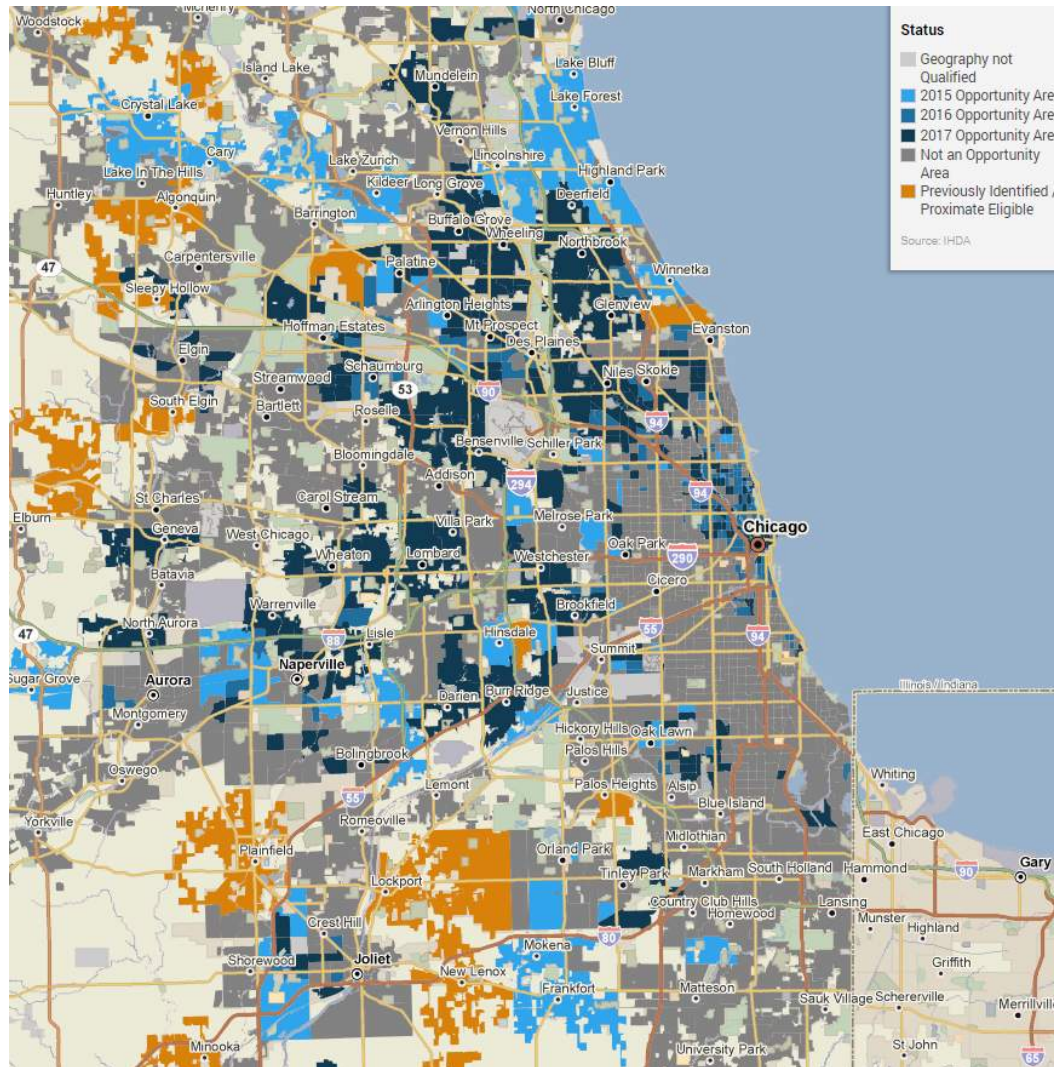 North Chicago
Woodstock
McHenry
Island Lake
Mundelein
Lake Bluff
Lake Forest
Crystal Lake
Vernon Hills
Cary
Lake Zurich
Lincolnshire
Lake In The Hills
Kildeer
Long Grove
Highland Park
Huntley
Algonquin
Deerfield
Barrington
Buffalo Grove
Wheeling
Northbrook
Carpentersville
47
Palatine
Winnetka
Sleepy Hollow
Arlington Heights
Glenview
Hoffman Estates
Mt Prospect
Evanston
Des Plaines
Elgin
Schaumburg
Niles
Skokie
Streamwood
53
90
South Elgin
Bartlett
Roselle
94
Bensenville
Schiller Park
Bloomingdale
Addison
294
94
St Charles
Carol Stream
Elburn
Villa Park
Melrose Park
Chicago
Geneva
West Chicago
Wheaton
Lombard
Westchester
Oak Park
290
Batavia
Cicero
Warrenville
Brookfield
North Aurora
47
88
Lisle
Hinsdale
55
94
Summit
Sugar Grove
Naperville
Aurora
Darien
Burr Ridge
Justice
Illinois / Indiana
Montgomery
Hickory Hills
Oak Lawn
Bolingbrook
Palos Hills
Oswego
Lemont
Palos Heights
Alsip
Whiting
55
Blue Island
Yorkville
Romeoville
East Chicago
Midlothian
Plainfield
Orland Park
Gary
Lockport
Tinley Park
Markham
South Holland
Hammond
90
Country Club Hills
Lansing
Crest Hill
Homewood
Munster
Mokena
80
Highland
Shorewood
Joliet
New Lenox
Griffith
Frankfort
Matteson
Sauk Village
Schererville
Merrillville
Minooka
University Park
St John
65
Status
Geography not
Qualified
2015 Opportunity Are
2016 Opportunity Are
2017 Opportunity Are
Not an Opportunity
Area
Previously Identified
Proximate Eligible
Source: IHDA